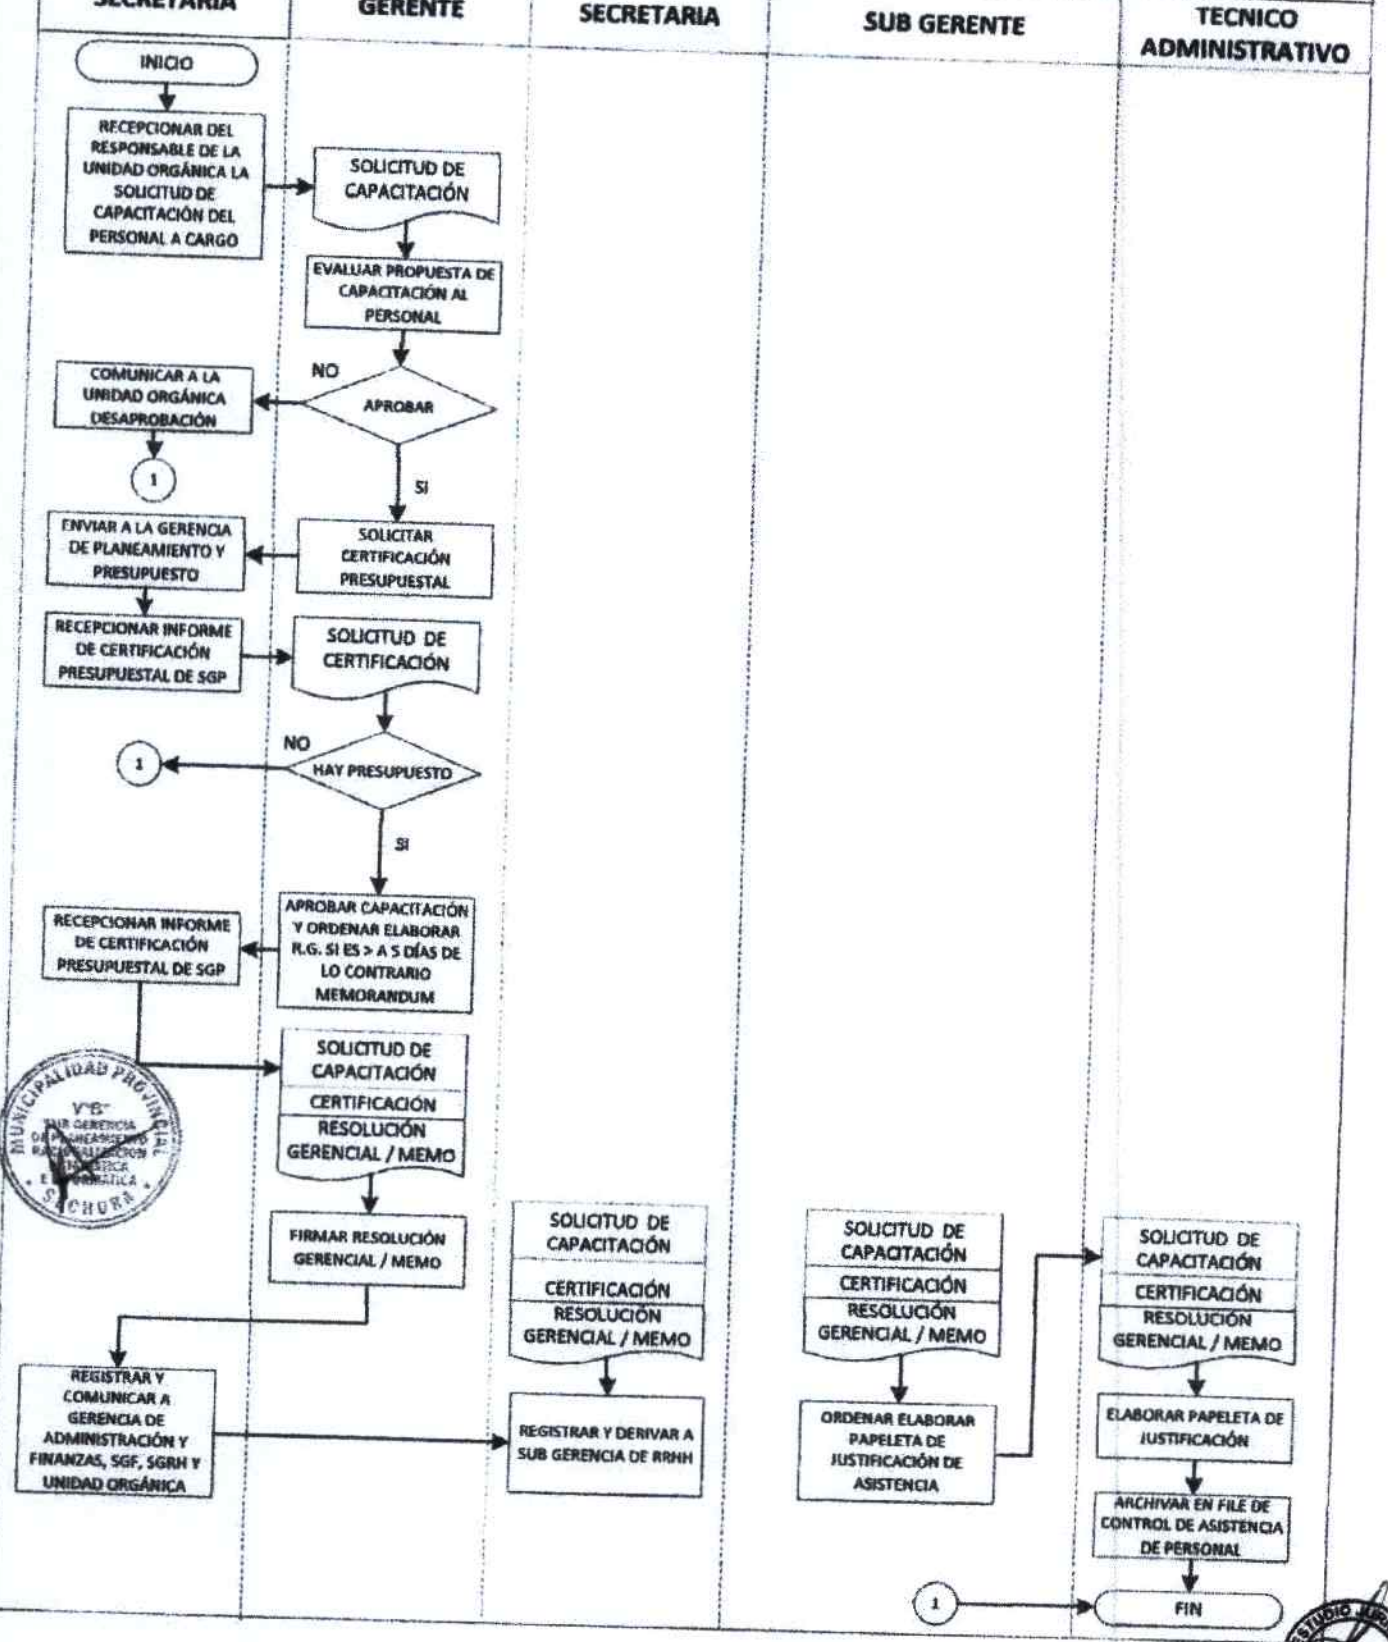 SECRETARIA
GERENTE
SECRETARIA
SUB GERENTE
TECNICO
ADMINISTRATIVO
INICIO
RECEPCIONAR DEL
RESPONSABLE DE LA
UNIDAD ORGÁNICA LA
SOLICITUD DE
CAPACITACIÓN DEL
PERSONAL A CARGO
SOLICITUD DE
CAPACITACIÓN
EVALUAR PROPUESTA DE
CAPACITACIÓN AL
PERSONAL
NO
APROBAR
COMUNICAR A LA
UNIDAD ORGÁNICA
DESAPROBACIÓN
1
SI
SOLICITAR
CERTIFICACIÓN
PRESUPUESTAL
ENVIAR A LA GERENCIA
DE PLANEAMIENTO Y
PRESUPUESTO
RECEPCIONAR INFORME
DE CERTIFICACIÓN
PRESUPUESTAL DE SGP
SOLICITUD DE
CERTIFICACIÓN
NO
HAY PRESUPUESTO
1
SI
APROBAR CAPACITACIÓN
Y ORDENAR ELABORAR
R.G. SI ES > A 5 DÍAS DE
LO CONTRARIO
MEMORANDUM
RECEPCIONAR INFORME
DE CERTIFICACIÓN
PRESUPUESTAL DE SGP
SOLICITUD DE
CAPACITACIÓN
CERTIFICACIÓN
RESOLUCIÓN
GERENCIAL / MEMO
MUNICIPALIDAD PROVINCIAL
V°B°
SUB GERENCIA
DE PLANEAMIENTO
RACIONALIZACION
E INFORMATICA
SECHURA
FIRMAR RESOLUCIÓN
GERENCIAL / MEMO
REGISTRAR Y
COMUNICAR A
GERENCIA DE
ADMINISTRACIÓN Y
FINANZAS, SGF, SGRH Y
UNIDAD ORGÁNICA
SOLICITUD DE
CAPACITACIÓN
CERTIFICACIÓN
RESOLUCIÓN
GERENCIAL / MEMO
REGISTRAR Y DERIVAR A
SUB GERENCIA DE RRHH
SOLICITUD DE
CAPACITACIÓN
CERTIFICACIÓN
RESOLUCIÓN
GERENCIAL / MEMO
ORDENAR ELABORAR
PAPELETA DE
JUSTIFICACIÓN DE
ASISTENCIA
SOLICITUD DE
CAPACITACIÓN
CERTIFICACIÓN
RESOLUCIÓN
GERENCIAL / MEMO
ELABORAR PAPELETA DE
JUSTIFICACIÓN
ARCHIVAR EN FILE DE
CONTROL DE ASISTENCIA
DE PERSONAL
1
FIN
ESTUDIO